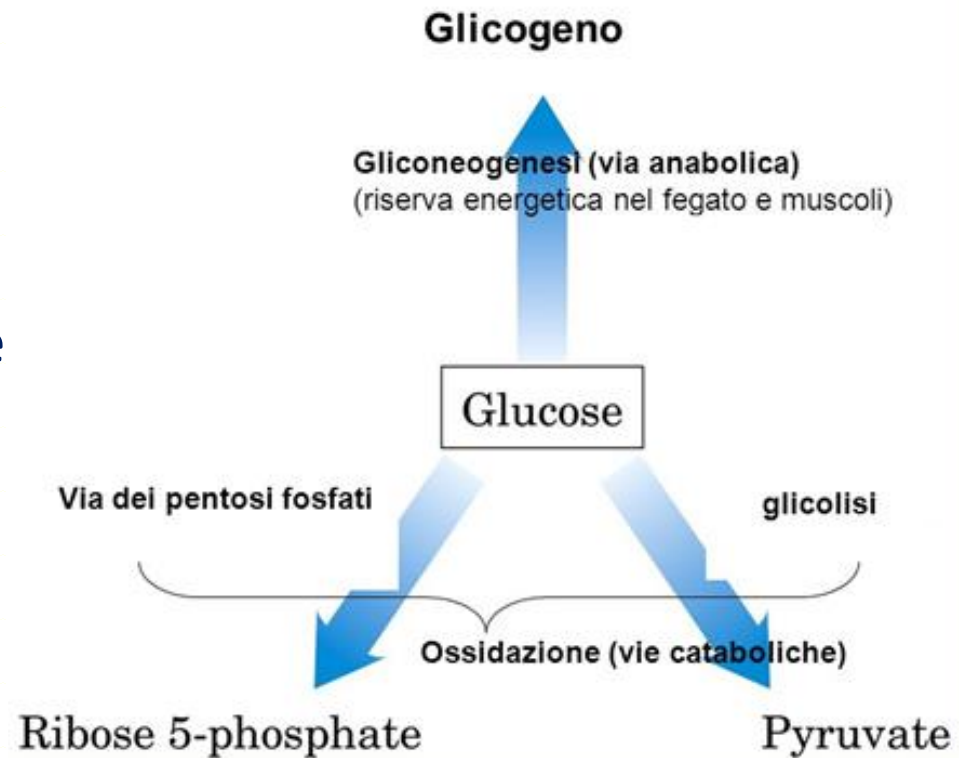 Glicogeno
Gliconeogenesi (via anabolica)
(riserva energetica nel fegato e muscoli)
e
Glucose
Via dei pentosi fosfati
glicolisi
Ossidazione (vie cataboliche)
Ribose 5-phosphate
Pyruvate